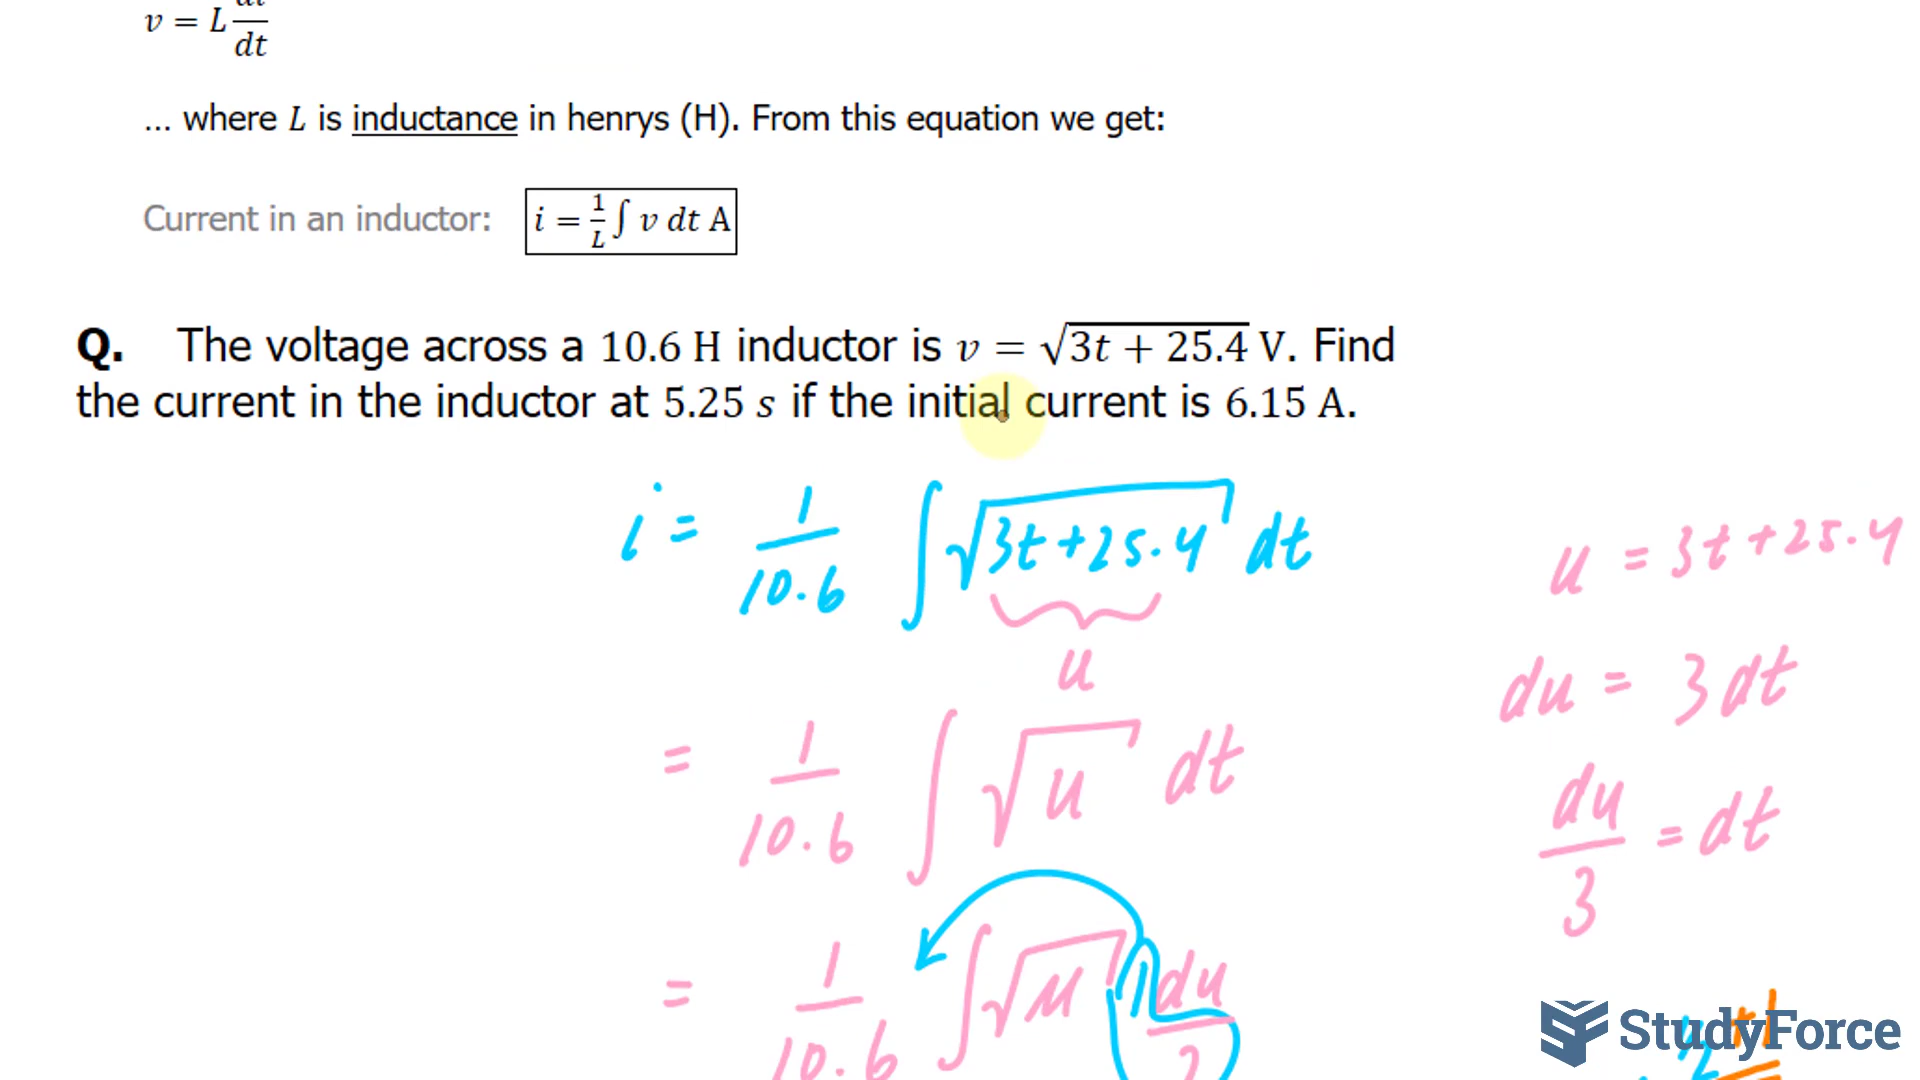 v = L di/dt
... where L is inductance in henrys (H). From this equation we get:
Current in an inductor: i = 1/L ∫ v dt A
Q. The voltage across a 10.6 H inductor is v = √(3t + 25.4) V. Find
the current in the inductor at 5.25 s if the initial current is 6.15 A.
i = 1/10.6 ∫ √(3t+25.4) dt
u
u = 3t+25.4
du = 3dt
= 1/10.6 ∫ √u dt
du/3 = dt
= 1/10.6 ∫ √u 1 du
StudyForce